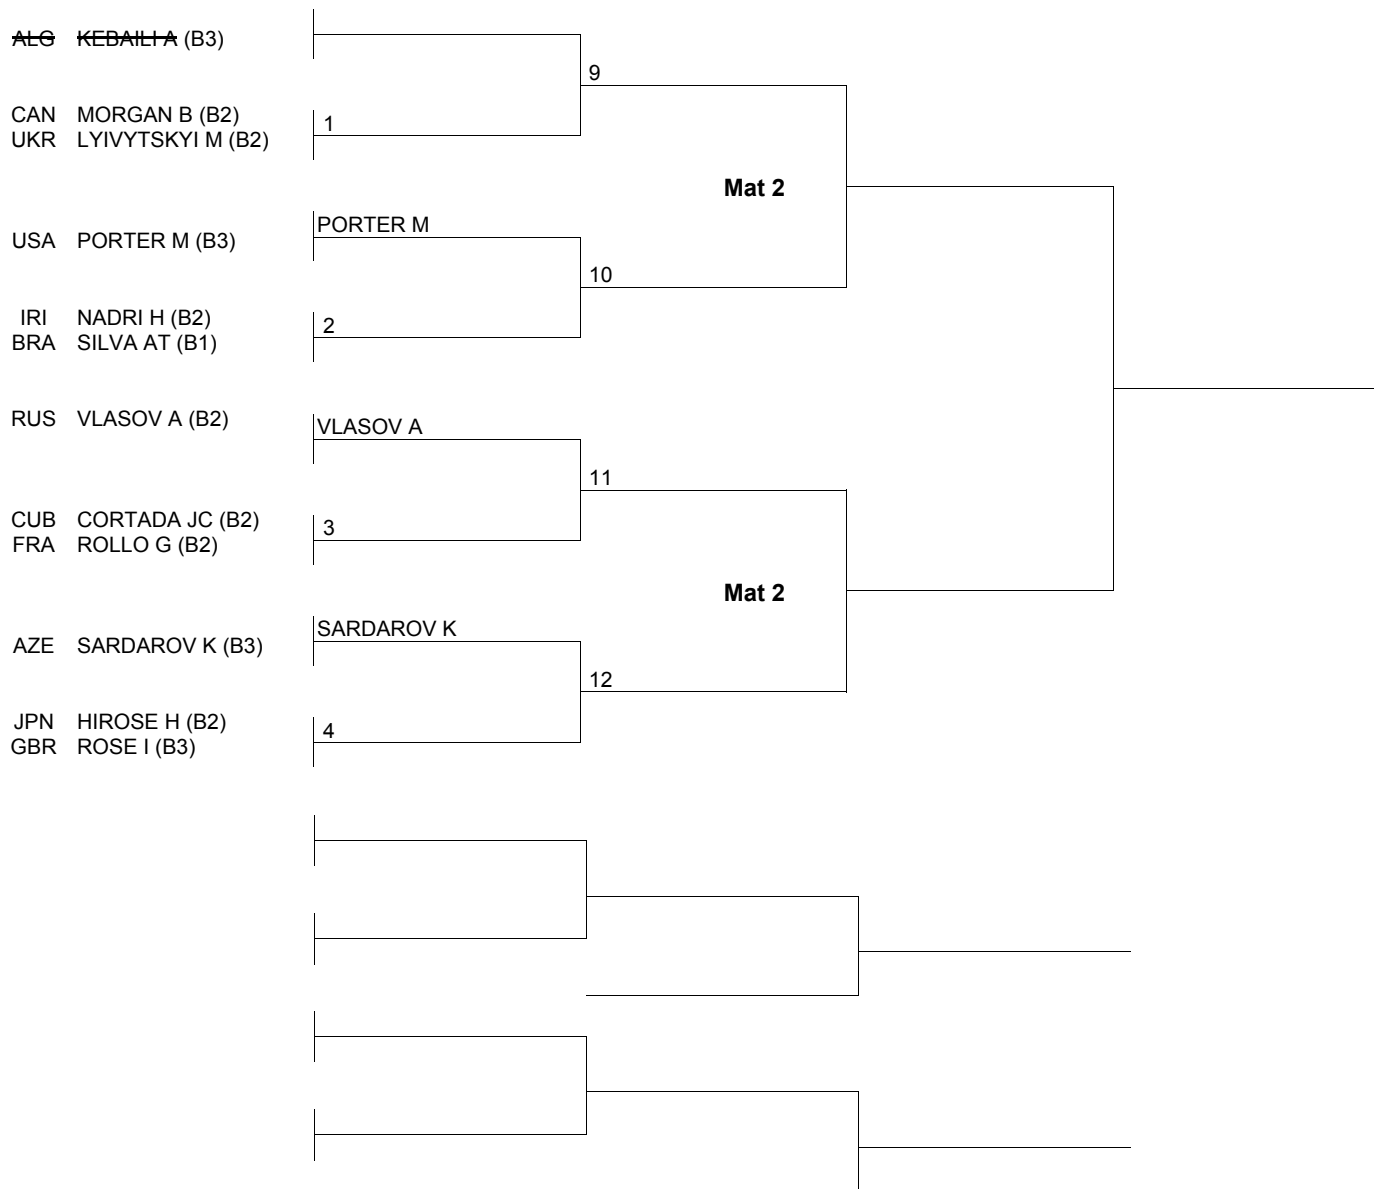 ALG KEBAILI A (B3)
9
CAN MORGAN B (B2)
1
UKR LYIVYTSKYI M (B2)
Mat 2
PORTER M
USA PORTER M (B3)
10
IRI NADRI H (B2)
2
BRA SILVA AT (B1)
RUS VLASOV A (B2)
VLASOV A
11
CUB CORTADA JC (B2)
3
FRA ROLLO G (B2)
Mat 2
SARDAROV K
AZE SARDAROV K (B3)
12
JPN HIROSE H (B2)
4
GBR ROSE I (B3)